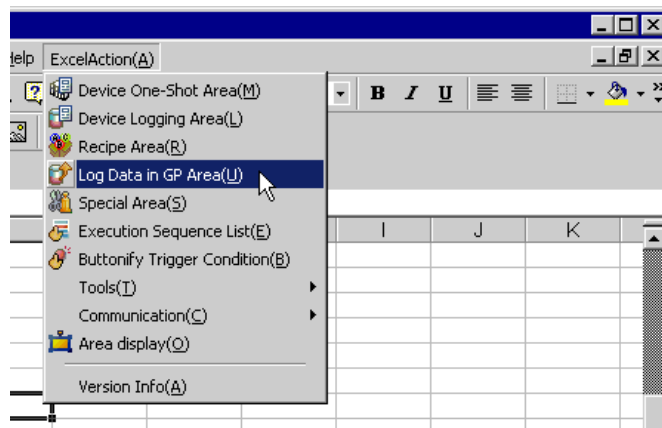 Help ExcelAction(A)
Device One-Shot Area(M)
B I U
Device Logging Area(L)
Recipe Area(R)
Log Data in GP Area(U)
Special Area(S)
Execution Sequence List(E)
I J K
Buttonify Trigger Condition(B)
Tools(T)
Communication(C)
Area display(O)
Version Info(A)